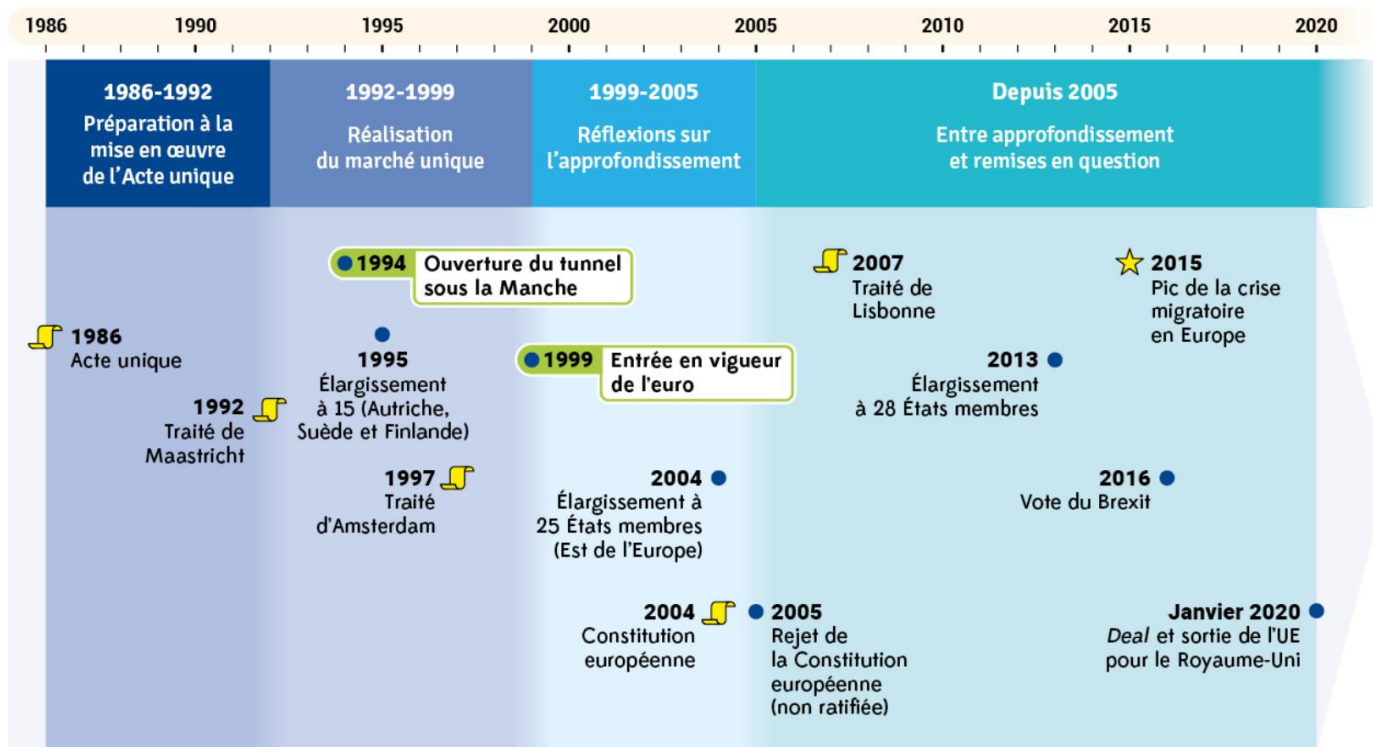 1986 1990 1995 2000 2005 2010 2015 2020
1986-1992
Préparation à la
mise en œuvre
de l'Acte unique
1992-1999
Réalisation
du marché unique
1999-2005
Réflexions sur
l'approfondissement
Depuis 2005
Entre approfondissement
et remises en question
1986
Acte unique
1992
Traité de
Maastricht
1994 Ouverture du tunnel
sous la Manche
1995
Élargissement
à 15 (Autriche,
Suède et Finlande)
1997
Traité
d'Amsterdam
1999 Entrée en vigueur
de l'euro
2004
Élargissement à
25 États membres
(Est de l'Europe)
2004
Constitution
européenne
2005
Rejet de
la Constitution
européenne
(non ratifiée)
2007
Traité de
Lisbonne
2013
Élargissement
à 28 États membres
2015
Pic de la crise
migratoire
en Europe
2016
Vote du Brexit
Janvier 2020
Deal et sortie de l'UE
pour le Royaume-Uni